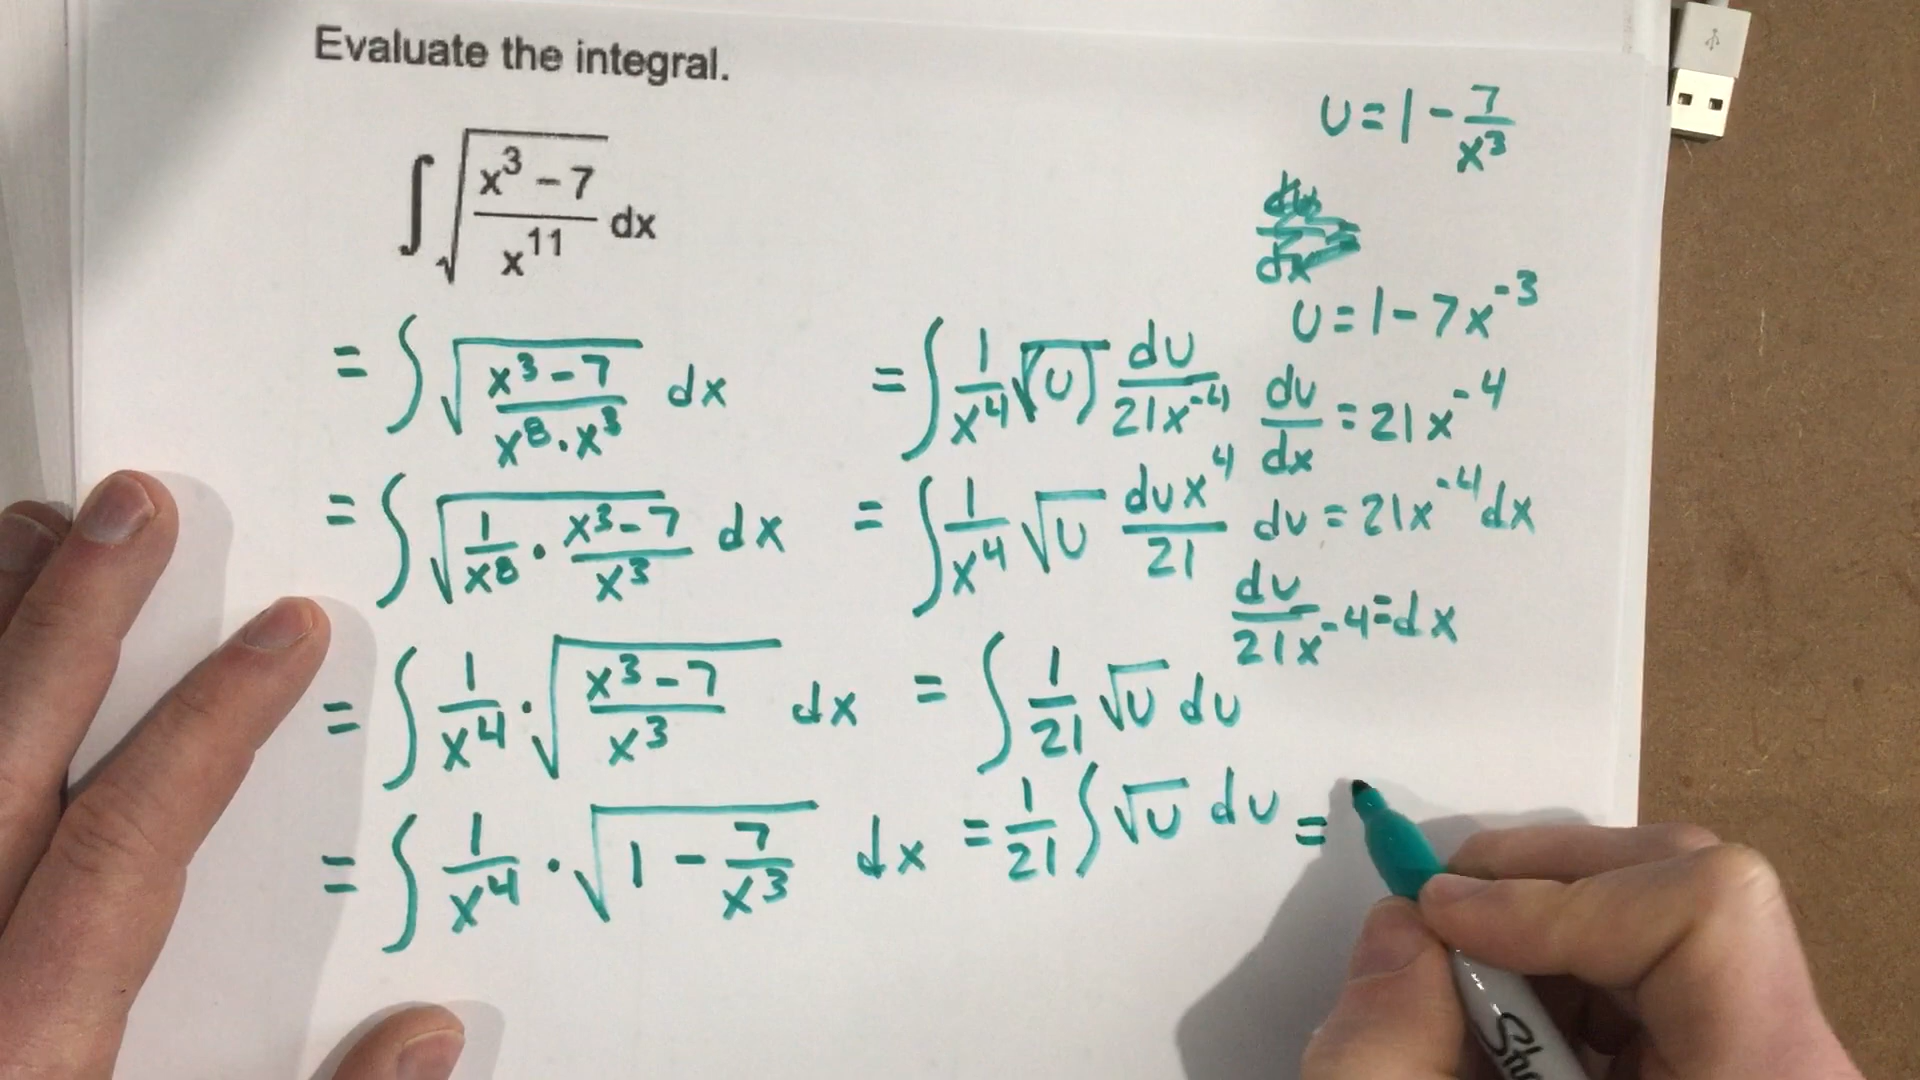 Evaluate the integral.
∫ √((x³ − 7)/x¹¹) dx
= ∫ √((x³ − 7)/(x⁸ · x³)) dx
= ∫ √(1/x⁸ · (x³ − 7)/x³) dx
= ∫ 1/x⁴ · √((x³ − 7)/x³) dx
= ∫ 1/x⁴ · √(1 − 7/x³) dx
= ∫ 1/x⁴ √(u) du/(21x⁻⁴)
= ∫ 1/x⁴ √u (du x⁴)/21
= ∫ 1/21 √u du
= 1/21 ∫ √u du =
u = 1 − 7/x³
u = 1 − 7x⁻³
du/dx = 21x⁻⁴
du = 21x⁻⁴dx
du/(21x⁻⁴) = dx